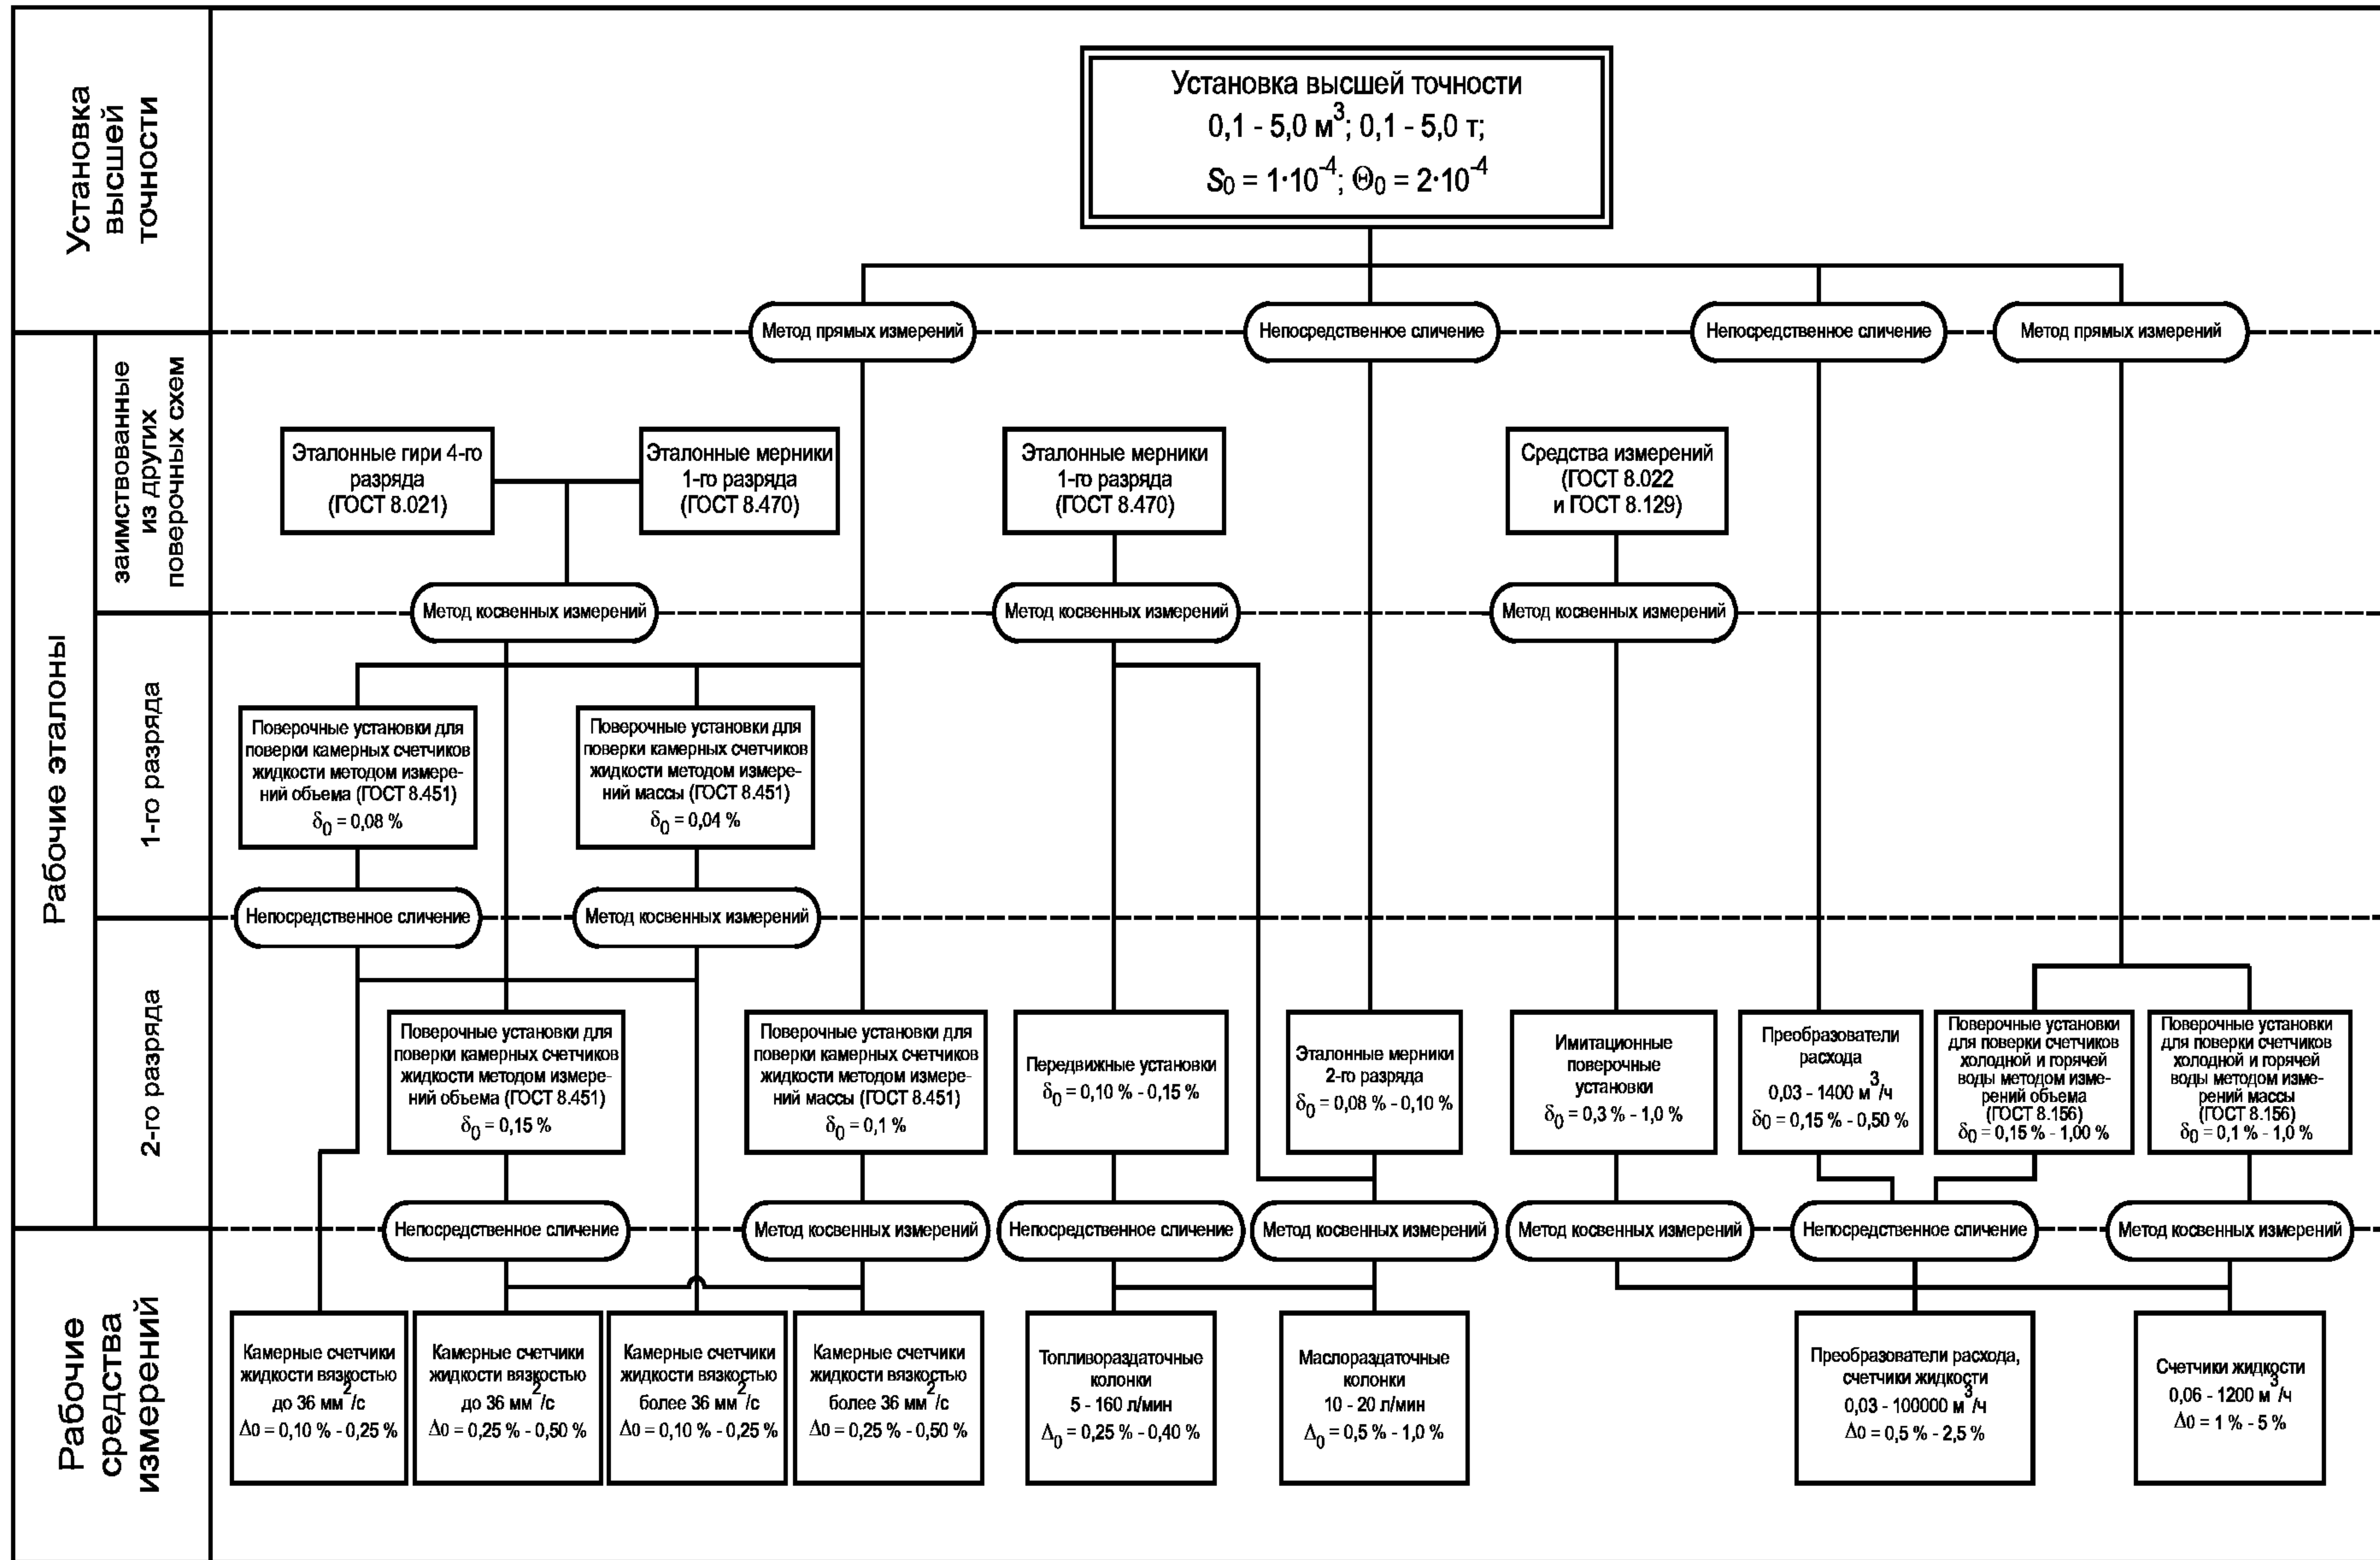 Установка
высшей
точности
Установка высшей точности
0,1 - 5,0 м³; 0,1 - 5,0 т;
S₀ = 1·10⁻⁴; Θ₀ = 2·10⁻⁴
Метод прямых измерений
Непосредственное сличение
Непосредственное сличение
Метод прямых измерений
Рабочие эталоны
заимствованные
из других
поверочных схем
Эталонные гири 4-го
разряда
(ГОСТ 8.021)
Эталонные мерники
1-го разряда
(ГОСТ 8.470)
Эталонные мерники
1-го разряда
(ГОСТ 8.470)
Средства измерений
(ГОСТ 8.022
и ГОСТ 8.129)
Метод косвенных измерений
Метод косвенных измерений
Метод косвенных измерений
1-го разряда
Поверочные установки для
поверки камерных счетчиков
жидкости методом измере-
ний объема (ГОСТ 8.451)
δ₀ = 0,08 %
Поверочные установки для
поверки камерных счетчиков
жидкости методом измере-
ний массы (ГОСТ 8.451)
δ₀ = 0,04 %
Непосредственное сличение
Метод косвенных измерений
2-го разряда
Поверочные установки для
поверки камерных счетчиков
жидкости методом измере-
ний объема (ГОСТ 8.451)
δ₀ = 0,15 %
Поверочные установки для
поверки камерных счетчиков
жидкости методом измере-
ний массы (ГОСТ 8.451)
δ₀ = 0,1 %
Передвижные установки
δ₀ = 0,10 % - 0,15 %
Эталонные мерники
2-го разряда
δ₀ = 0,08 % - 0,10 %
Имитационные
поверочные
установки
δ₀ = 0,3 % - 1,0 %
Преобразователи
расхода
0,03 - 1400 м³/ч
δ₀ = 0,15 % - 0,50 %
Поверочные установки
для поверки счетчиков
холодной и горячей
воды методом изме-
рений объема
(ГОСТ 8.156)
δ₀ = 0,15 % - 1,00 %
Поверочные установки
для поверки счетчиков
холодной и горячей
воды методом изме-
рений массы
(ГОСТ 8.156)
δ₀ = 0,1 % - 1,0 %
Непосредственное сличение
Метод косвенных измерений
Непосредственное сличение
Метод косвенных измерений
Метод косвенных измерений
Непосредственное сличение
Метод косвенных измерений
Рабочие
средства
измерений
Камерные счетчики
жидкости вязкостью
до 36 мм²/с
Δ0 = 0,10 % - 0,25 %
Камерные счетчики
жидкости вязкостью
до 36 мм²/с
Δ0 = 0,25 % - 0,50 %
Камерные счетчики
жидкости вязкостью
более 36 мм²/с
Δ0 = 0,10 % - 0,25 %
Камерные счетчики
жидкости вязкостью
более 36 мм²/с
Δ0 = 0,25 % - 0,50 %
Топливораздаточные
колонки
5 - 160 л/мин
Δ₀ = 0,25 % - 0,40 %
Маслораздаточные
колонки
10 - 20 л/мин
Δ₀ = 0,5 % - 1,0 %
Преобразователи расхода,
счетчики жидкости
0,03 - 100000 м³/ч
Δ0 = 0,5 % - 2,5 %
Счетчики жидкости
0,06 - 1200 м³/ч
Δ0 = 1 % - 5 %